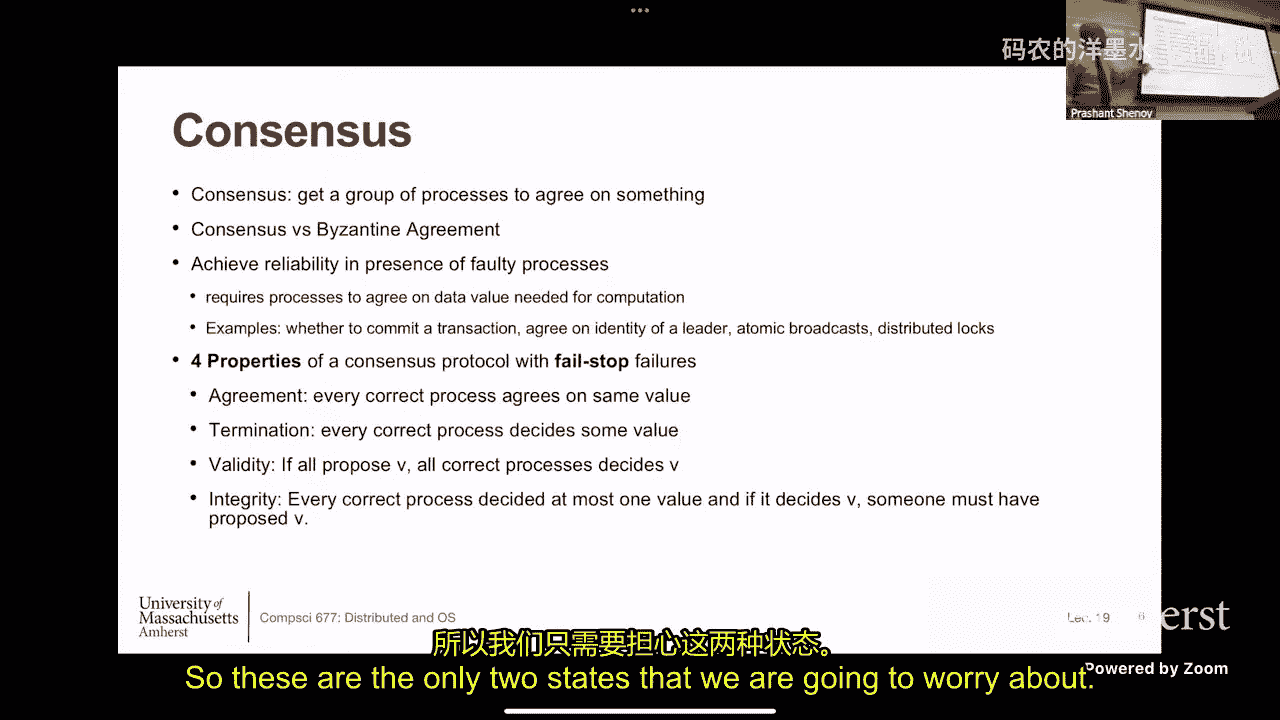 码农的洋墨水
Prashant Shenoy
Consensus
• Consensus: get a group of processes to agree on something
• Consensus vs Byzantine Agreement
• Achieve reliability in presence of faulty processes
• requires processes to agree on data value needed for computation
• Examples: whether to commit a transaction, agree on identity of a leader, atomic broadcasts, distributed locks
• 4 Properties of a consensus protocol with fail-stop failures
• Agreement: every correct process agrees on same value
• Termination: every correct process decides some value
• Validity: If all propose v, all correct processes decides v
• Integrity: Every correct process decided at most one value and if it decides v, someone must have
proposed v.
University of
Massachusetts
Amherst
Compsci 677: Distributed and OS
Lec. 19
6
erst
所以我们只需要担心这两种状态。
So these are the only two states that we are going to worry about.
Powered by Zoom